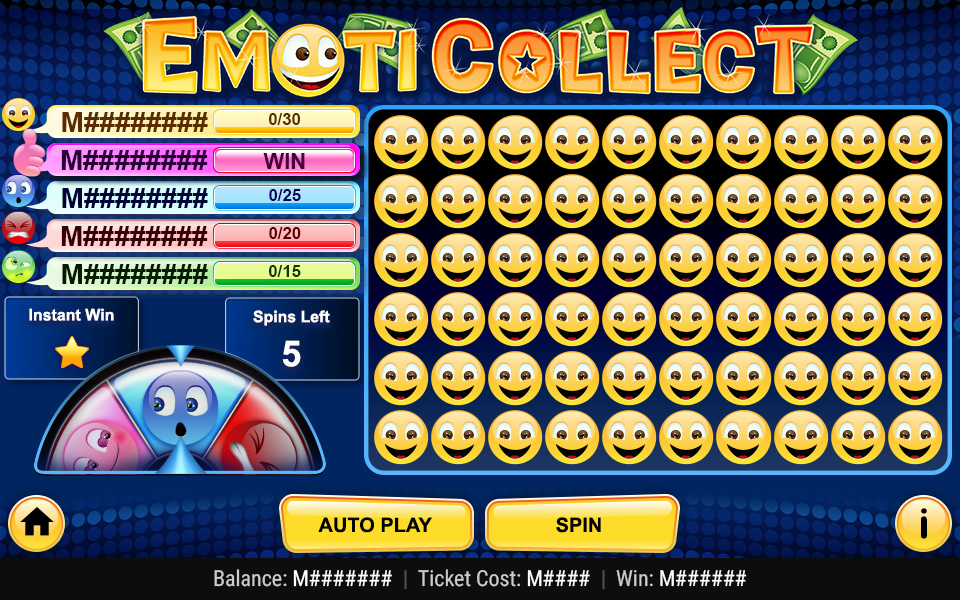 EMOTI COLLECT
M######## 0/30
M######## WIN
M######## 0/25
M######## 0/20
M######## 0/15
Instant Win
Spins Left
5
AUTO PLAY
SPIN
i
Balance: M####### | Ticket Cost: M#### | Win: M######